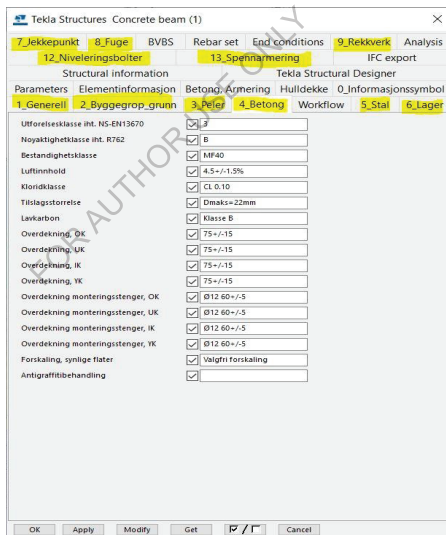 Tekla Structures Concrete beam (1)
7_Jekkepunkt 8_Fuge BVBS Rebar set End conditions 9_Rekkverk Analysis
12_Niveleringsbolter 13_Spennarmering IFC export
Structural information Tekla Structural Designer
Parameters Elementinformasjon Betong, Armering Hulldekke 0_Informasjonssymbol
1_Generell 2_Byggegrop_grunn 3_Peler 4_Betong Workflow 5_Stal 6_Lager
Utforelsesklasse iht. NS-EN13670 3
Noyaktighetklasse iht. R762 B
Bestandighetsklasse MF40
Luftinnhold 4.5+/-1.5%
Kloridklasse CL 0.10
Tilslagsstorrelse Dmaks=22mm
Lavkarbon Klasse B
Overdekning, OK 75+/-15
Overdekning, UK 75+/-15
Overdekning, IK 75+/-15
Overdekning, YK 75+/-15
Overdekning monteringsstenger, OK Ø12 60+/-5
Overdekning monteringsstenger, UK Ø12 60+/-5
Overdekning monteringsstenger, IK Ø12 60+/-5
Overdekning monteringsstenger, YK Ø12 60+/-5
Forskaling, synlige flater Valgfri forskaling
Antigraffitibehandling
OK Apply Modify Get / Cancel
FOR AUTHOR USE ONLY